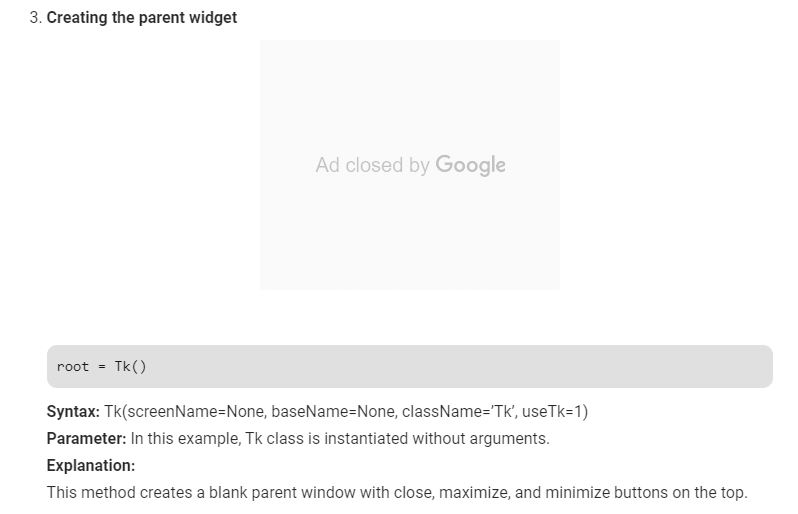 3. Creating the parent widget
Ad closed by Google
root = Tk()
Syntax: Tk(screenName=None, baseName=None, className='Tk', useTk=1)
Parameter: In this example, Tk class is instantiated without arguments.
Explanation:
This method creates a blank parent window with close, maximize, and minimize buttons on the top.